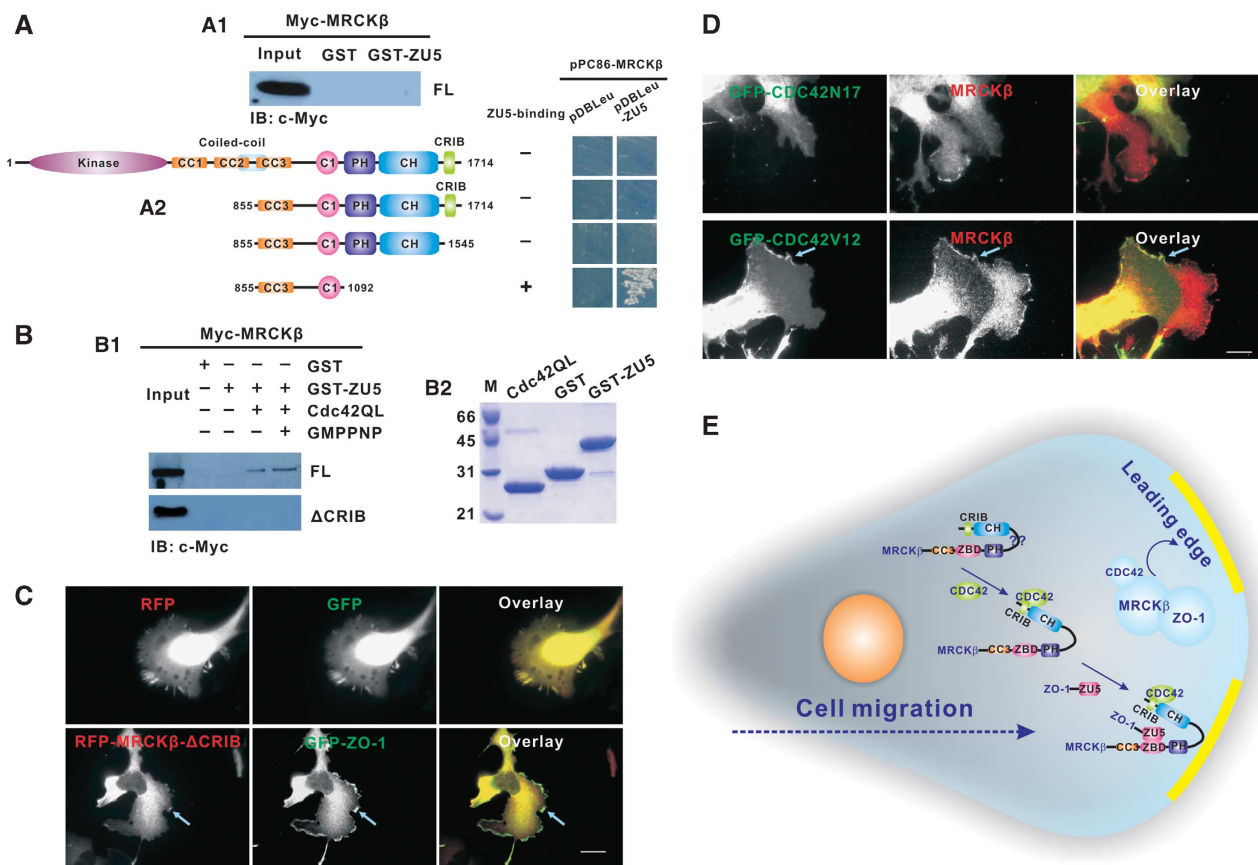 A
A1
Myc-MRCKβ
Input GST GST-ZU5
FL
IB: c-Myc
pPC86-MRCKβ
ZU5-binding
pDBLeu
pDBLeu
-ZU5
Coiled-coil
CRIB
1
Kinase
CC1
CC2
CC3
C1
PH
CH
1714
–
A2
CRIB
855
CC3
C1
PH
CH
1714
–
855
CC3
C1
PH
CH
1545
–
855
CC3
C1
1092
+
B
B1
Myc-MRCKβ
Input
+ – – – GST
– + + + GST-ZU5
– – + + Cdc42QL
– – – + GMPPNP
FL
ΔCRIB
IB: c-Myc
B2
M
Cdc42QL
GST
GST-ZU5
66
45
31
21
C
RFP
GFP
Overlay
RFP-MRCKβ-ΔCRIB
GFP-ZO-1
Overlay
D
GFP-CDC42N17
MRCKβ
Overlay
GFP-CDC42V12
MRCKβ
Overlay
E
Leading edge
CRIB
CH
??
MRCKβ
CC3
ZBD
PH
CDC42
CDC42
CRIB
CH
MRCKβ
CC3
ZBD
PH
CDC42
MRCKβ
ZO-1
ZO-1
ZU5
CDC42
CRIB
CH
ZO-1
ZU5
MRCKβ
CC3
ZBD
PH
Cell migration